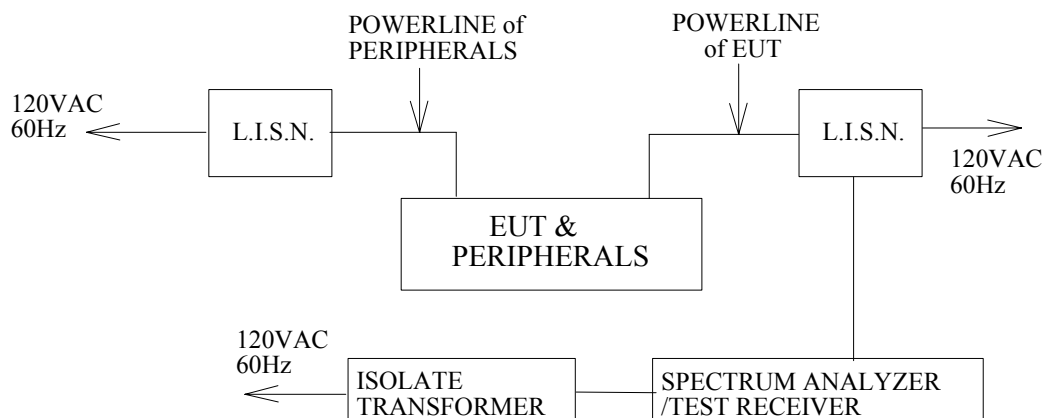 POWERLINE of
PERIPHERALS
POWERLINE
of EUT
120VAC
60Hz
L.I.S.N.
L.I.S.N.
120VAC
60Hz
EUT &
PERIPHERALS
120VAC
60Hz
ISOLATE
TRANSFORMER
SPECTRUM ANALYZER
/TEST RECEIVER